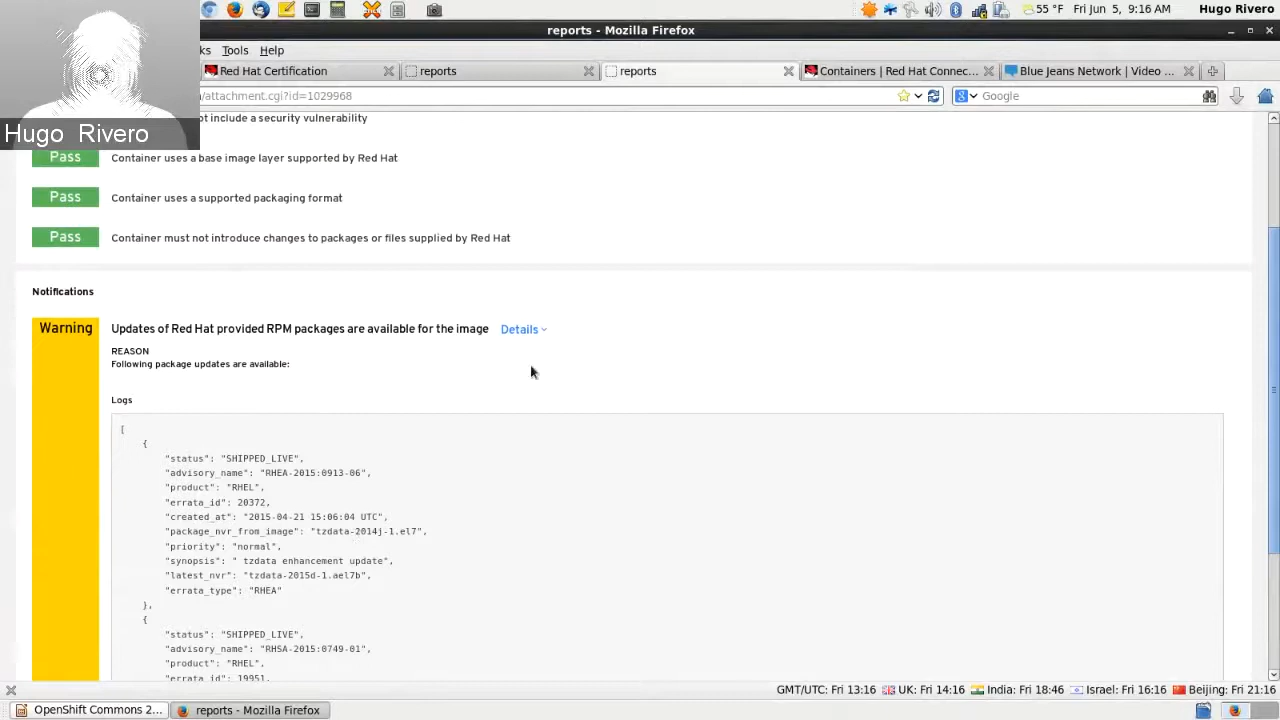 55 °F Fri Jun 5, 9:16 AM Hugo Rivero
reports - Mozilla Firefox
ks Tools Help
Red Hat Certification
reports
reports
Containers | Red Hat Connec...
Blue Jeans Network | Video ...
/attachment.cgi?id=1029968
Google
Hugo Rivero
ot include a security vulnerability
Pass Container uses a base image layer supported by Red Hat
Pass Container uses a supported packaging format
Pass Container must not introduce changes to packages or files supplied by Red Hat
Notifications
Warning Updates of Red Hat provided RPM packages are available for the image Details
REASON
Following package updates are available:
Logs
[
{
"status": "SHIPPED_LIVE",
"advisory_name": "RHEA-2015:0913-06",
"product": "RHEL",
"errata_id": 20372,
"created_at": "2015-04-21 15:06:04 UTC",
"package_nvr_from_image": "tzdata-2014j-1.el7",
"priority": "normal",
"synopsis": " tzdata enhancement update",
"latest_nvr": "tzdata-2015d-1.ael7b",
"errata_type": "RHEA"
},
{
"status": "SHIPPED_LIVE",
"advisory_name": "RHSA-2015:0749-01",
"product": "RHEL",
"errata_id": 19951,
GMT/UTC: Fri 13:16 UK: Fri 14:16 India: Fri 18:46 Israel: Fri 16:16 Beijing: Fri 21:16
OpenShift Commons 2... reports - Mozilla Firefox